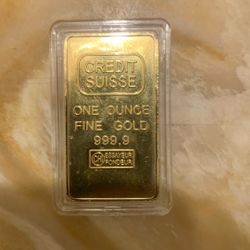 CREDIT
SUISSE
ONE OUNCE
FINE GOLD
999.9
ESSAYEUR
FONDEUR